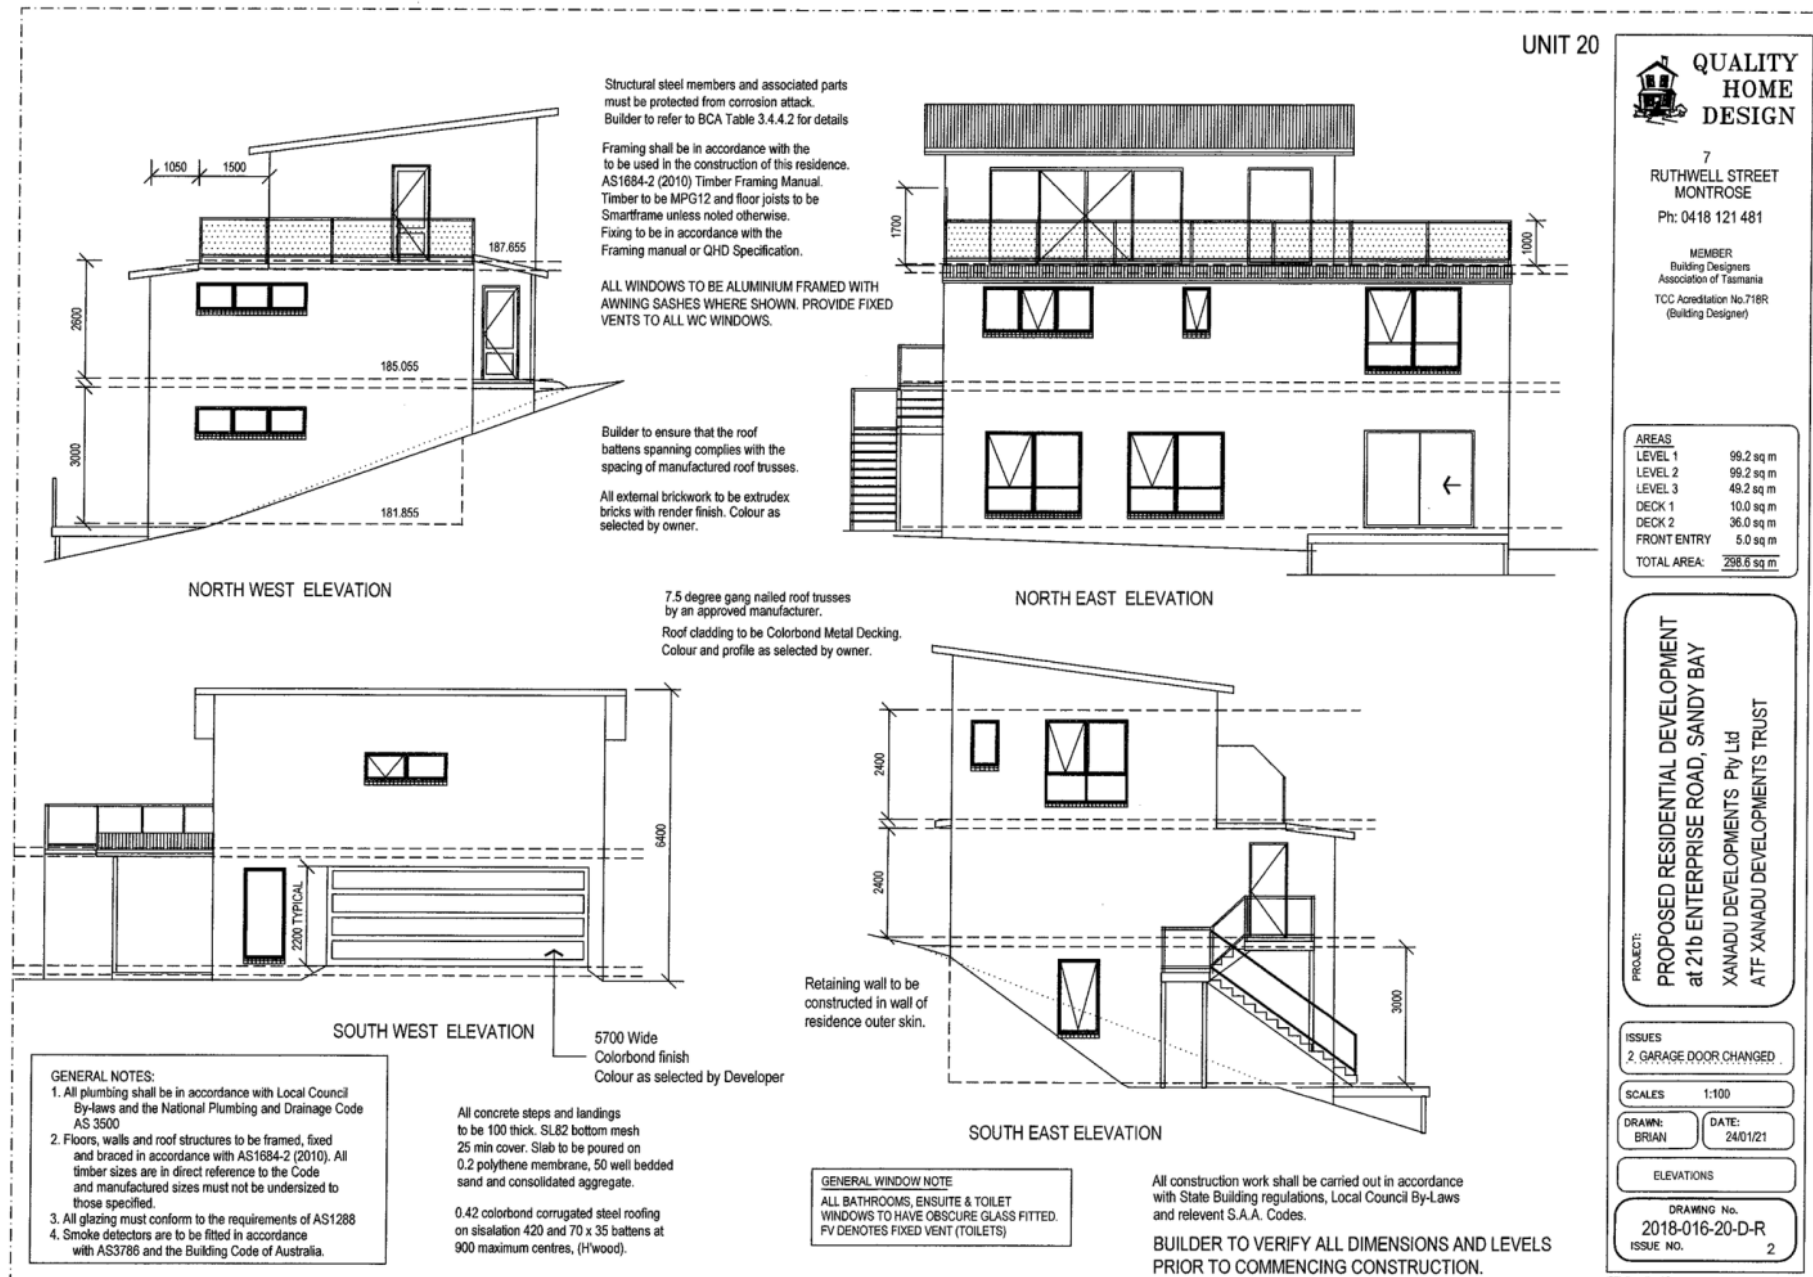 UNIT 20
Structural steel members and associated parts
must be protected from corrosion attack.
Builder to refer to BCA Table 3.4.4.2 for details
Framing shall be in accordance with the
to be used in the construction of this residence.
AS1684-2 (2010) Timber Framing Manual.
Timber to be MPG12 and floor joists to be
Smartframe unless noted otherwise.
Fixing to be in accordance with the
Framing manual or QHD Specification.
ALL WINDOWS TO BE ALUMINIUM FRAMED WITH
AWNING SASHES WHERE SHOWN. PROVIDE FIXED
VENTS TO ALL WC WINDOWS.
Builder to ensure that the roof
battens spanning complies with the
spacing of manufactured roof trusses.
All external brickwork to be extrudex
bricks with render finish. Colour as
selected by owner.
1050
1500
187.655
2600
185.055
3000
181.855
NORTH WEST ELEVATION
1700
1000
NORTH EAST ELEVATION
7.5 degree gang nailed roof trusses
by an approved manufacturer.
Roof cladding to be Colorbond Metal Decking.
Colour and profile as selected by owner.
6400
2200 TYPICAL
SOUTH WEST ELEVATION
5700 Wide
Colorbond finish
Colour as selected by Developer
2400
2400
3000
Retaining wall to be
constructed in wall of
residence outer skin.
SOUTH EAST ELEVATION
GENERAL NOTES:
1. All plumbing shall be in accordance with Local Council
By-laws and the National Plumbing and Drainage Code
AS 3500
2. Floors, walls and roof structures to be framed, fixed
and braced in accordance with AS1684-2 (2010). All
timber sizes are in direct reference to the Code
and manufactured sizes must not be undersized to
those specified.
3. All glazing must conform to the requirements of AS1288
4. Smoke detectors are to be fitted in accordance
with AS3786 and the Building Code of Australia.
All concrete steps and landings
to be 100 thick. SL82 bottom mesh
25 min cover. Slab to be poured on
0.2 polythene membrane, 50 well bedded
sand and consolidated aggregate.
0.42 colorbond corrugated steel roofing
on sisalation 420 and 70 x 35 battens at
900 maximum centres, (H'wood).
GENERAL WINDOW NOTE
ALL BATHROOMS, ENSUITE & TOILET
WINDOWS TO HAVE OBSCURE GLASS FITTED.
FV DENOTES FIXED VENT (TOILETS)
All construction work shall be carried out in accordance
with State Building regulations, Local Council By-Laws
and relevent S.A.A. Codes.
BUILDER TO VERIFY ALL DIMENSIONS AND LEVELS
PRIOR TO COMMENCING CONSTRUCTION.
QUALITY
HOME
DESIGN
7
RUTHWELL STREET
MONTROSE
Ph: 0418 121 481
MEMBER
Building Designers
Association of Tasmania
TCC Acreditation No.716R
(Building Designer)
AREAS
LEVEL 1 99.2 sq m
LEVEL 2 99.2 sq m
LEVEL 3 49.2 sq m
DECK 1 10.0 sq m
DECK 2 36.0 sq m
FRONT ENTRY 5.0 sq m
TOTAL AREA: 298.6 sq m
PROJECT:
PROPOSED RESIDENTIAL DEVELOPMENT
at 21b ENTERPRISE ROAD, SANDY BAY
XANADU DEVELOPMENTS Pty Ltd
ATF XANADU DEVELOPMENTS TRUST
ISSUES
2 GARAGE DOOR CHANGED
SCALES 1:100
DRAWN:
BRIAN
DATE:
24/01/21
ELEVATIONS
DRAWING No.
2018-016-20-D-R
ISSUE NO. 2